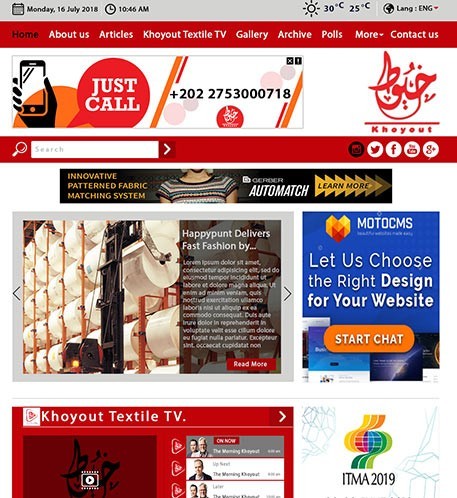 Monday, 16 July 2018 10:46 AM 30°C 25°C Lang : ENG
Home About us Articles Khoyout Textile TV Gallery Archive Polls More Contact us
JUST CALL
+202 2753000718
خيوط
Khoyout
Search
INNOVATIVE
PATTERNED FABRIC
MATCHING SYSTEM
GERBER
AUTOMATCH
LEARN MORE
Happypunt Delivers
Fast Fashion by...
Lorem ipsum dolor sit amet,
consectetur adipisicing elit, sed do
eiusmod tempor incididunt ut
labore et dolore magna aliqua. Ut
enim ad minim veniam, quis
nostrud exercitation ullamco
laboris nisi ut aliquip ex ea
commodo consequat. Duis aute
irure dolor in reprehenderit in
voluptate velit esse cillum dolore
eu fugiat nulla pariatur. Excepteur
sint. occaecat cupidatat non
Read More
MOTOCMS
beautiful websites made easy
Let Us Choose
the Right Design
for Your Website
START CHAT
Khoyout Textile TV.
ON NOW
The Morning Khoyout
Up Next
The Morning Khoyout
Later
ITMA 2019